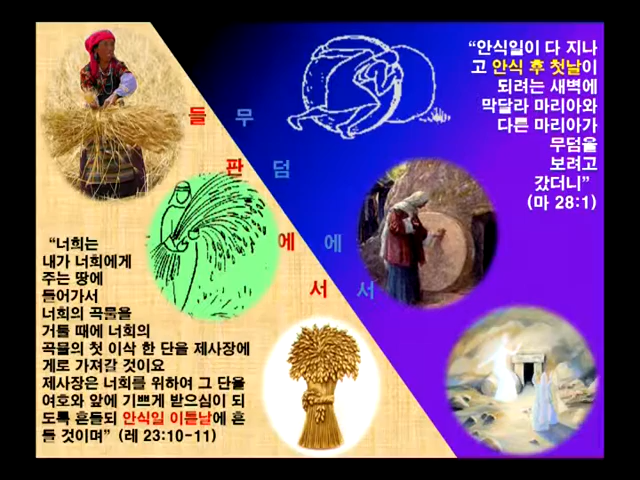 "안식일이 다 지나
고 안식 후 첫날이
되려는 새벽에
막달라 마리아와
다른 마리아가
무덤을
보려고
갔더니"
(마 28:1)
들 무
판 덤
에 에
서 서
"너희는
내가 너희에게
주는 땅에
들어가서
너희의 곡물을
거둘 때에 너희의
곡물의 첫 이삭 한 단을 제사장에
게로 가져갈 것이요
제사장은 너희를 위하여 그 단을
여호와 앞에 기쁘게 받으심이 되
도록 흔들되 안식일 이튿날에 흔
들 것이며" (레 23:10-11)